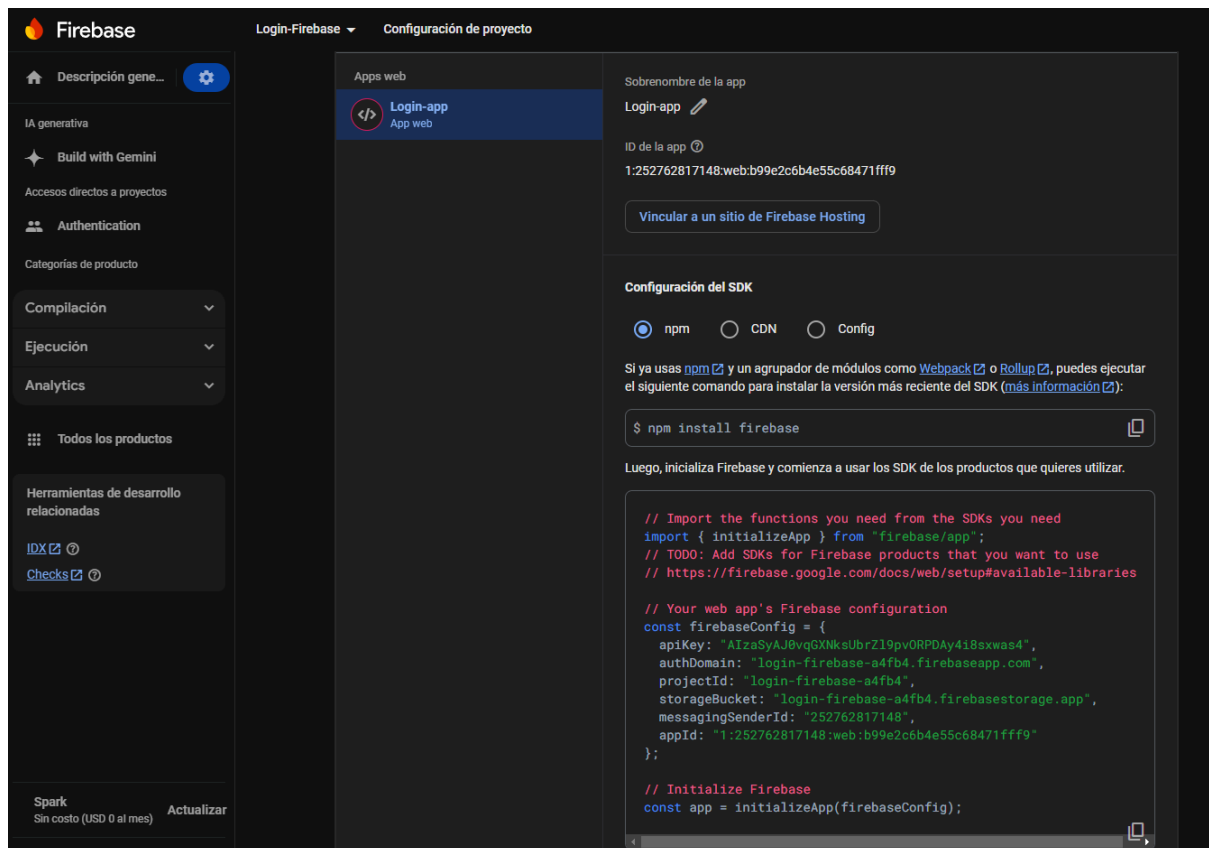 Firebase
Login-Firebase
Configuración de proyecto
Descripción gene...
IA generativa
Build with Gemini
Accesos directos a proyectos
Authentication
Categorías de producto
Compilación
Ejecución
Analytics
Todos los productos
Herramientas de desarrollo
relacionadas
IDX
Checks
Spark
Sin costo (USD 0 al mes)
Actualizar
Apps web
Login-app
App web
Sobrenombre de la app
Login-app
ID de la app
1:252762817148:web:b99e2c6b4e55c68471fff9
Vincular a un sitio de Firebase Hosting
Configuración del SDK
npm CDN Config
Si ya usas npm y un agrupador de módulos como Webpack o Rollup, puedes ejecutar
el siguiente comando para instalar la versión más reciente del SDK (más información):
$ npm install firebase
Luego, inicializa Firebase y comienza a usar los SDK de los productos que quieres utilizar.
// Import the functions you need from the SDKs you need
import { initializeApp } from "firebase/app";
// TODO: Add SDKs for Firebase products that you want to use
// https://firebase.google.com/docs/web/setup#available-libraries
// Your web app's Firebase configuration
const firebaseConfig = {
apiKey: "AIzaSyAJ0vqGXNksUbrZl9pvORPDAy4i8sxwas4",
authDomain: "login-firebase-a4fb4.firebaseapp.com",
projectId: "login-firebase-a4fb4",
storageBucket: "login-firebase-a4fb4.firebasestorage.app",
messagingSenderId: "252762817148",
appId: "1:252762817148:web:b99e2c6b4e55c68471fff9"
};
// Initialize Firebase
const app = initializeApp(firebaseConfig);